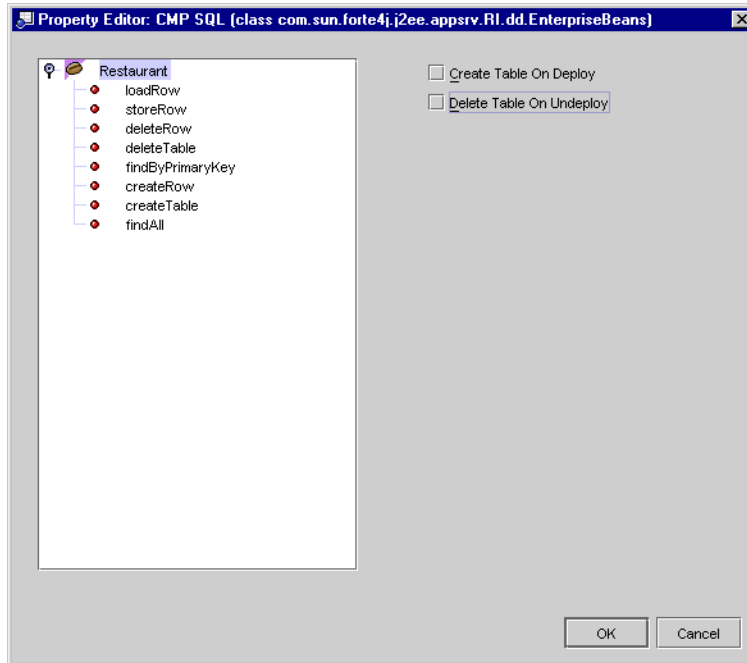 Property Editor: CMP SQL (class com.sun.forte4j.j2ee.appsrv.RI.dd.EnterpriseBeans)
Restaurant
loadRow
storeRow
deleteRow
deleteTable
findByPrimaryKey
createRow
createTable
findAll
Create Table On Deploy
Delete Table On Undeploy
OK
Cancel